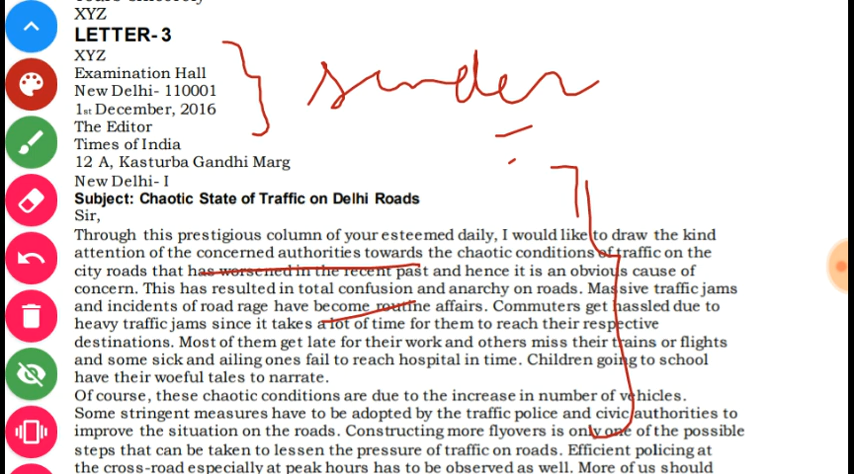 XYZ
LETTER-3
XYZ
Examination Hall
New Delhi- 110001
1st December, 2016
The Editor
Times of India
12 A, Kasturba Gandhi Marg
New Delhi- I
Subject: Chaotic State of Traffic on Delhi Roads
Sir,
Through this prestigious column of your esteemed daily, I would like to draw the kind
attention of the concerned authorities towards the chaotic conditions of traffic on the
city roads that has worsened in the recent past and hence it is an obvious cause of
concern. This has resulted in total confusion and anarchy on roads. Massive traffic jams
and incidents of road rage have become routine affairs. Commuters get hassled due to
heavy traffic jams since it takes a lot of time for them to reach their respective
destinations. Most of them get late for their work and others miss their trains or flights
and some sick and ailing ones fail to reach hospital in time. Children going to school
have their woeful tales to narrate.
Of course, these chaotic conditions are due to the increase in number of vehicles.
Some stringent measures have to be adopted by the traffic police and civic authorities to
improve the situation on the roads. Constructing more flyovers is only one of the possible
steps that can be taken to lessen the pressure of traffic on roads. Efficient policing at
the cross-road especially at peak hours has to be observed as well. More of us should